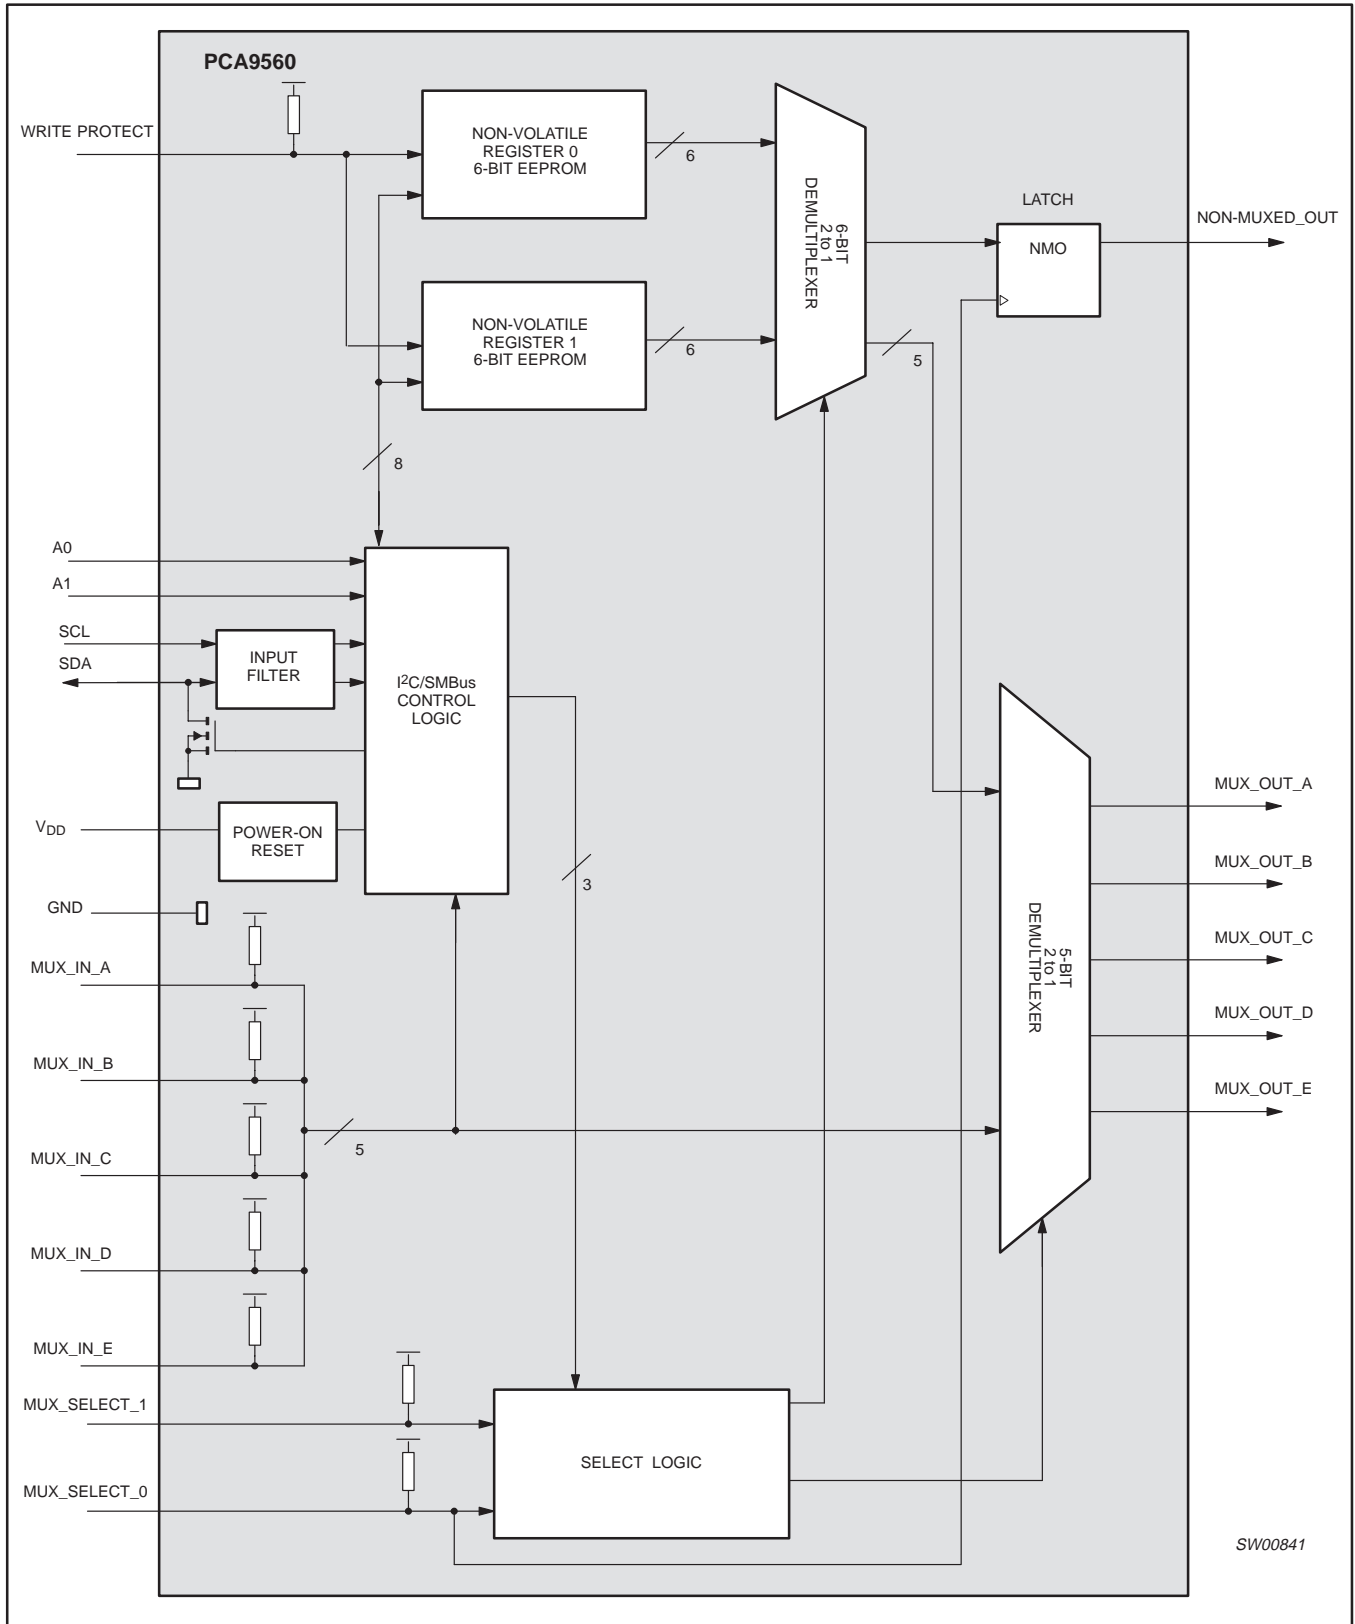 PCA9560
WRITE PROTECT
NON-VOLATILE
REGISTER 0
6-BIT EEPROM
6
6-BIT
2 to 1
DEMULTIPLEXER
LATCH
NMO
NON-MUXED_OUT
NON-VOLATILE
REGISTER 1
6-BIT EEPROM
6
5
8
A0
A1
SCL
SDA
INPUT
FILTER
I2C/SMBus
CONTROL
LOGIC
VDD
POWER-ON
RESET
3
GND
MUX_IN_A
MUX_IN_B
MUX_IN_C
MUX_IN_D
MUX_IN_E
5
5-BIT
2 to 1
DEMULTIPLEXER
MUX_OUT_A
MUX_OUT_B
MUX_OUT_C
MUX_OUT_D
MUX_OUT_E
MUX_SELECT_1
MUX_SELECT_0
SELECT LOGIC
SW00841